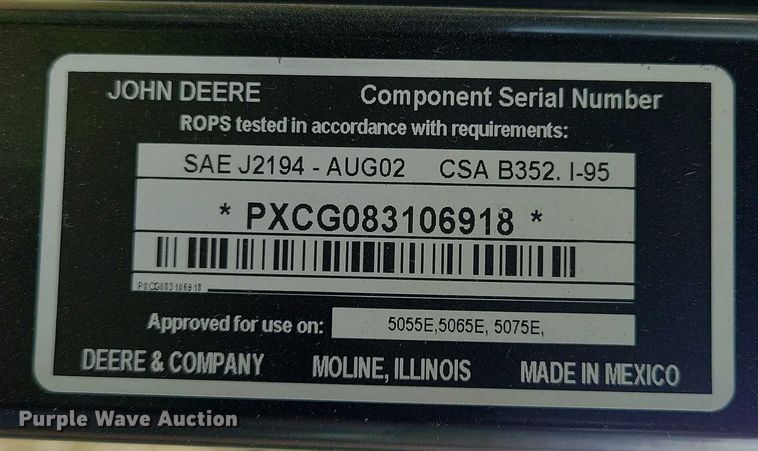 JOHN DEERE Component Serial Number
ROPS tested in accordance with requirements:
SAE J2194 - AUG02 CSA B352. I-95
* PXCG083106918 *
PXCG083106918
Approved for use on: 5055E,5065E, 5075E,
DEERE & COMPANY MOLINE, ILLINOIS MADE IN MEXICO
Purple Wave Auction